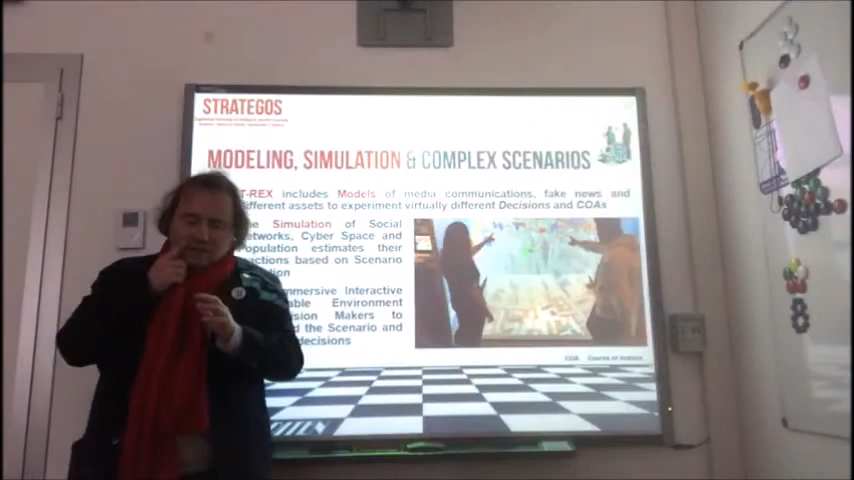 STRATEGOS
MODELING, SIMULATION & COMPLEX SCENARIOS
T-REX includes Models of media communications, fake news and
different assets to experiment virtually different Decisions and COAs
Simulation of Social
Networks, Cyber Space and
Population estimates their
based on Scenario
Immersive Interactive
Environment
Makers to
the Scenario and
decisions
COA Course of Actions